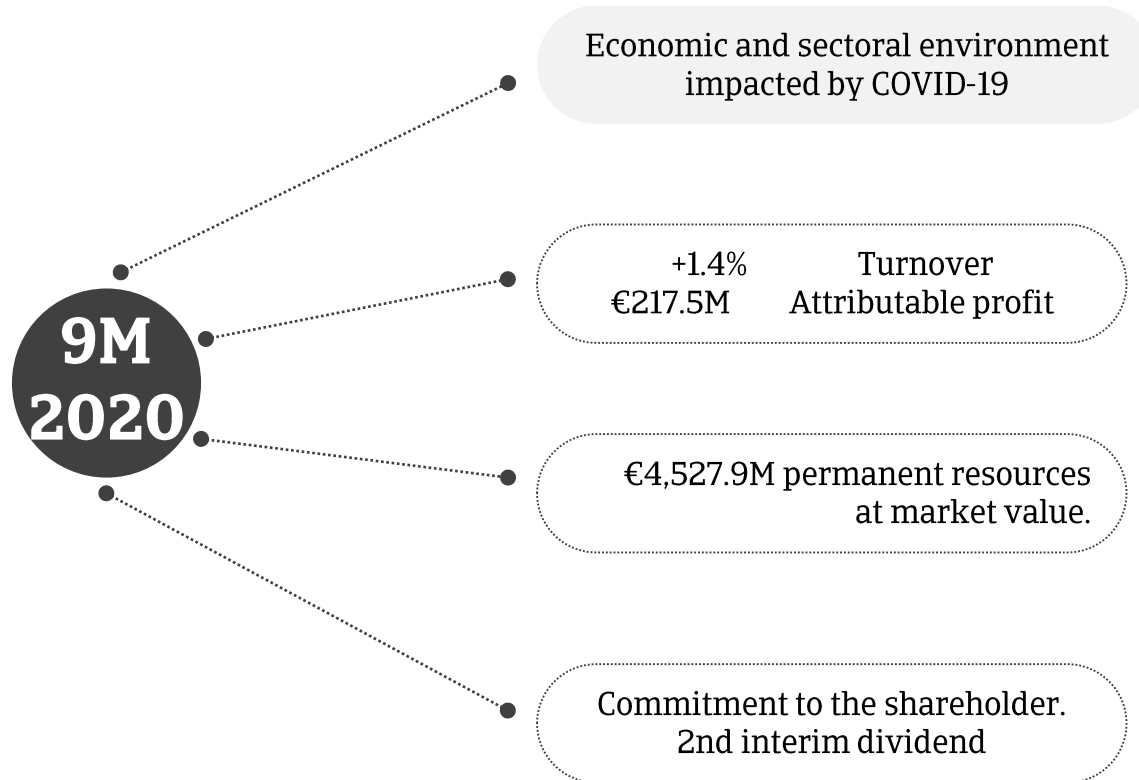 Economic and sectoral environment
impacted by COVID-19
+1.4% Turnover
€217.5M Attributable profit
9M
2020
€4,527.9M permanent resources
at market value.
Commitment to the shareholder.
2nd interim dividend